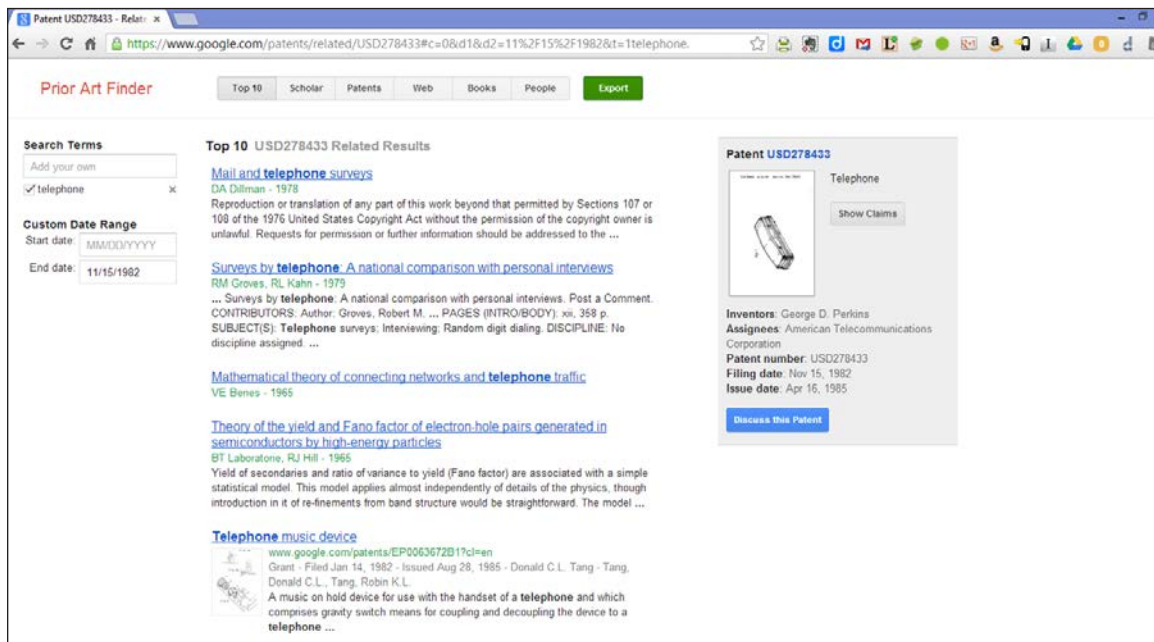 Patent USD278433 - Relate
https://www.google.com/patents/related/USD278433#c=0&d1&d2=11%2F15%2F1982&t=1telephone.
Prior Art Finder
Top 10
Scholar
Patents
Web
Books
People
Export
Search Terms
Add your own
telephone
Custom Date Range
Start date: MM/DD/YYYY
End date: 11/15/1982
Top 10 USD278433 Related Results
Mail and telephone surveys
DA Dillman - 1978
Reproduction or translation of any part of this work beyond that permitted by Sections 107 or
108 of the 1976 United States Copyright Act without the permission of the copyright owner is
unlawful. Requests for permission or further information should be addressed to the ...
Surveys by telephone: A national comparison with personal interviews
RM Groves, RL Kahn - 1979
... Surveys by telephone: A national comparison with personal interviews. Post a Comment.
CONTRIBUTORS: Author: Groves, Robert M. ... PAGES (INTRO/BODY): xii, 358 p.
SUBJECT(S): Telephone surveys; Interviewing; Random digit dialing. DISCIPLINE: No
discipline assigned. ...
Mathematical theory of connecting networks and telephone traffic
VE Benes - 1965
Theory of the yield and Fano factor of electron-hole pairs generated in
semiconductors by high-energy particles
BT Laboratorie, RJ Hill - 1965
Yield of secondaries and ratio of variance to yield (Fano factor) are associated with a simple
statistical model. This model applies almost independently of details of the physics, though
introduction in it of re-finements from band structure would be straightforward. The model ...
Telephone music device
www.google.com/patents/EP0063672B1?cl=en
Grant - Filed Jan 14, 1982 - Issued Aug 28, 1985 - Donald C.L. Tang - Tang,
Donald C.L., Tang, Robin K.L.
A music on hold device for use with the handset of a telephone and which
comprises gravity switch means for coupling and decoupling the device to a
telephone ...
Patent USD278433
Telephone
Show Claims
Inventors: George D. Perkins
Assignees: American Telecommunications
Corporation
Patent number: USD278433
Filing date: Nov 15, 1982
Issue date: Apr 16, 1985
Discuss this Patent